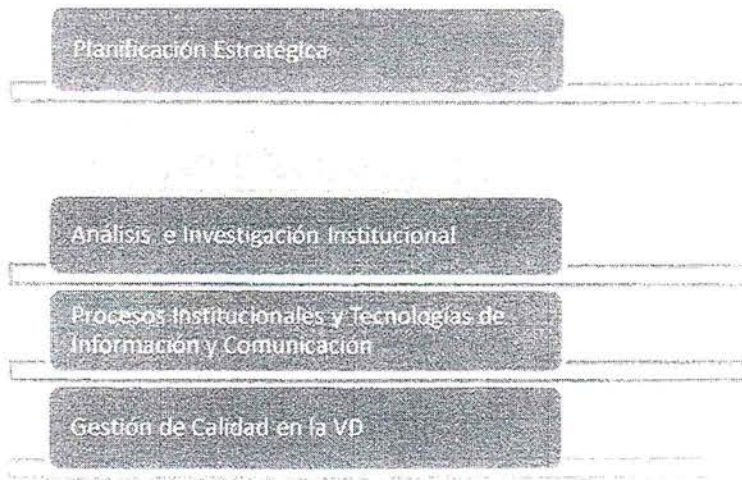 Planificación Estratégica
Análisis e Investigación Institucional
Procesos Institucionales y Tecnologías de
Información y Comunicación
Gestión de Calidad en la VD